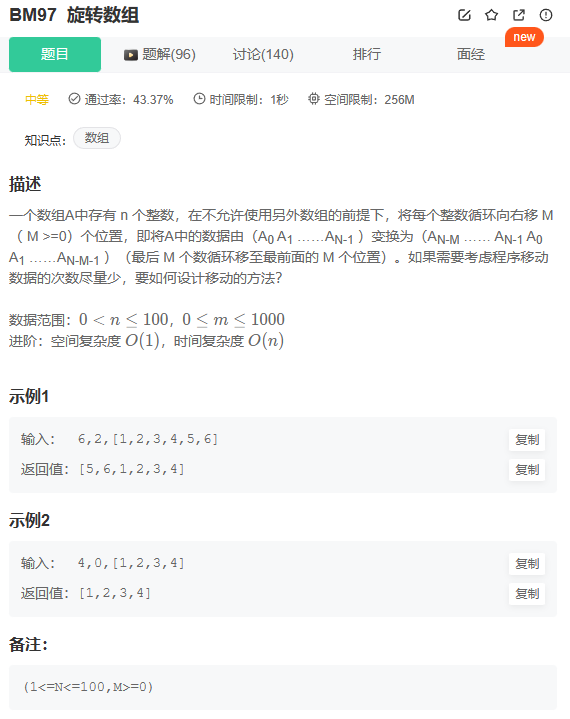 BM97 旋转数组
new
题目 题解(96) 讨论(140) 排行 面经
中等 通过率：43.37% 时间限制：1秒 空间限制：256M
知识点： 数组
描述
一个数组A中存有 n 个整数，在不允许使用另外数组的前提下，将每个整数循环向右移 M
（ M >=0）个位置，即将A中的数据由（A0 A1 ……AN-1 ）变换为（AN-M …… AN-1 A0
A1 ……AN-M-1 ）（最后 M 个数循环移至最前面的 M 个位置）。如果需要考虑程序移动
数据的次数尽量少，要如何设计移动的方法？
数据范围：0 < n ≤ 100，0 ≤ m ≤ 1000
进阶：空间复杂度 O(1)，时间复杂度 O(n)
示例1
输入： 6,2,[1,2,3,4,5,6] 复制
返回值：[5,6,1,2,3,4] 复制
示例2
输入： 4,0,[1,2,3,4] 复制
返回值：[1,2,3,4] 复制
备注：
(1<=N<=100,M>=0)